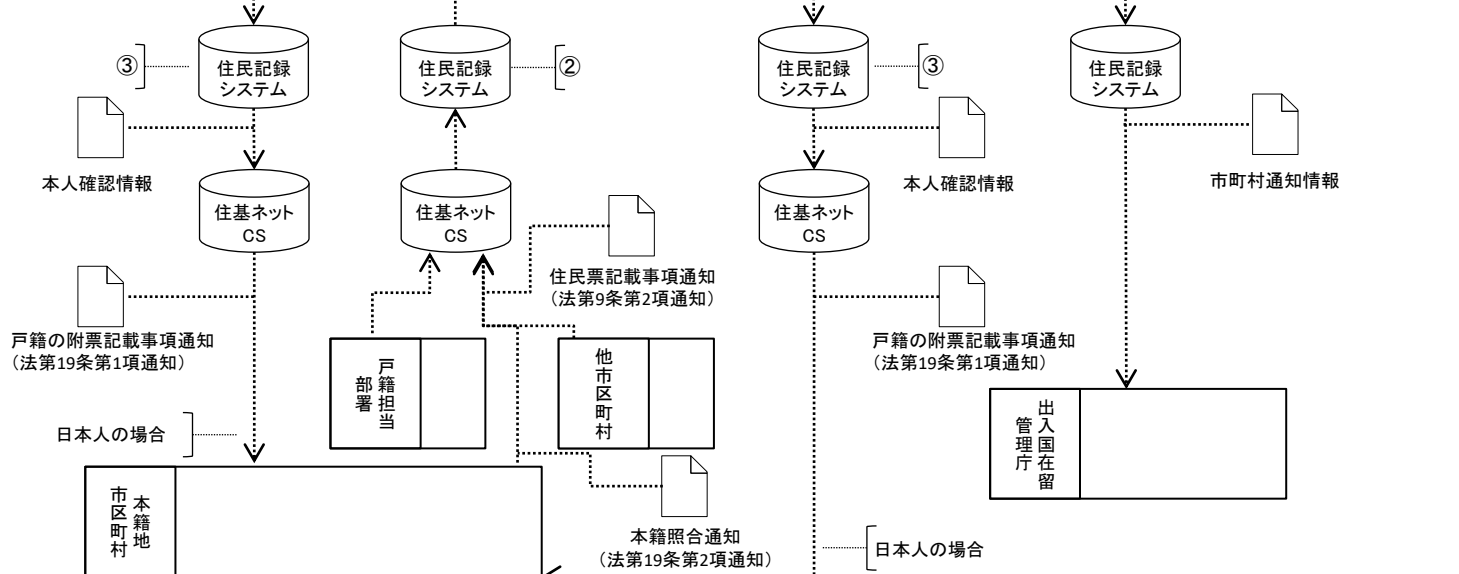 ③
住民記録
システム
住民記録
システム
②
住民記録
システム
③
住民記録
システム
本人確認情報
本人確認情報
市町村通知情報
住基ネット
CS
住基ネット
CS
住基ネット
CS
住民票記載事項通知
（法第9条第2項通知）
戸籍の附票記載事項通知
（法第19条第1項通知）
戸籍の附票記載事項通知
（法第19条第1項通知）
戸籍担当
部署
他市区町村
出入国在留
管理庁
日本人の場合
本籍地
市区町村
本籍照合通知
（法第19条第2項通知）
日本人の場合